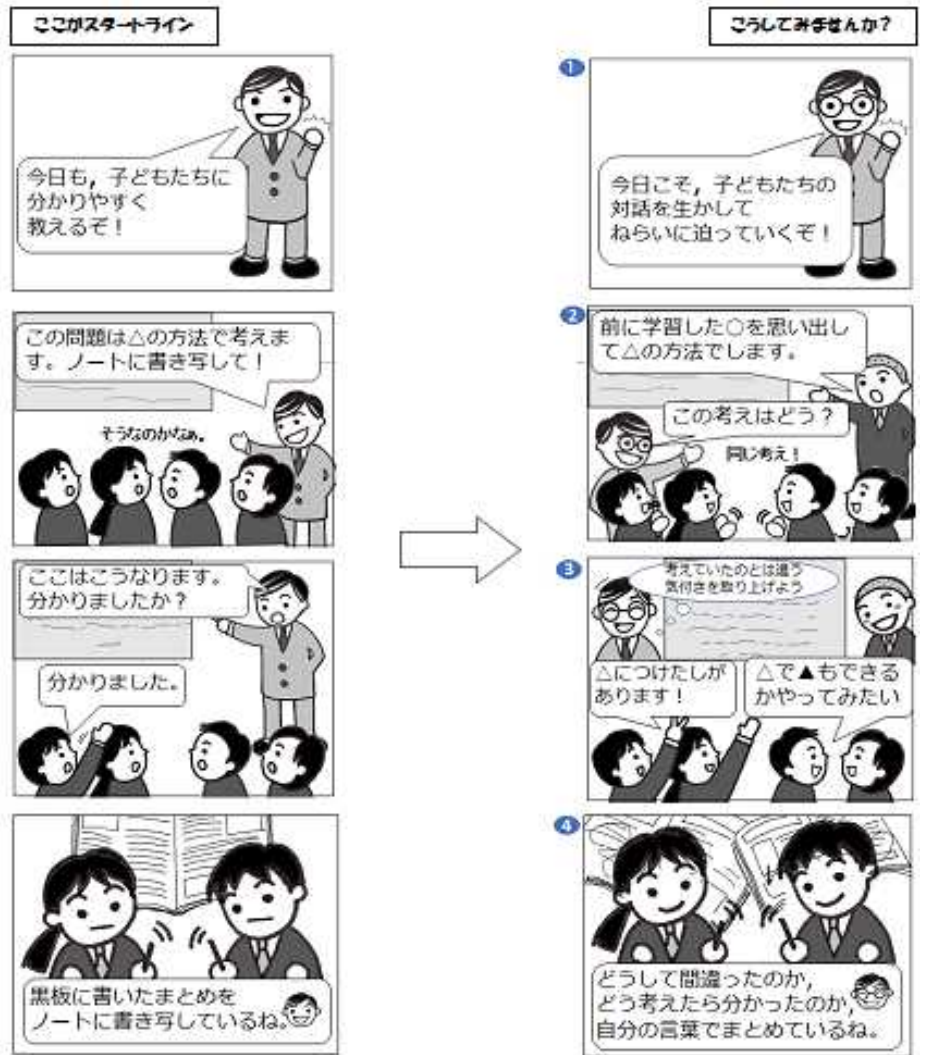 ここがスタートライン
今日も，子どもたちに
分かりやすく
教えるぞ！
この問題は△の方法で考えま
す。ノートに書き写して！
そうなのかなぁ。
ここはこうなります。
分かりましたか？
分かりました。
黒板に書いたまとめを
ノートに書き写しているね。
こうしてみませんか？
1
今日こそ，子どもたちの
対話を生かして
ねらいに迫っていくぞ！
2
前に学習した○を思い出し
て△の方法でします。
この考えはどう？
同じ考え！
3
考えていたのとは違う
気付きを取り上げよう
△につけたしが
あります！
△で▲もできる
かやってみたい
4
どうして間違ったのか，
どう考えたら分かったのか，
自分の言葉でまとめているね。